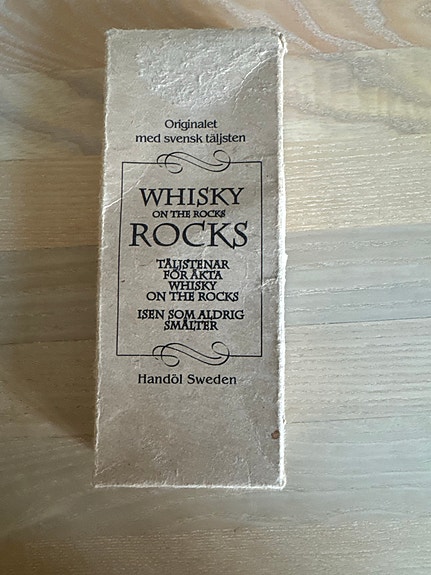 Originalet
med svensk täljsten
WHISKY
ON THE ROCKS
ROCKS
TÄLJSTENAR
FÖR ÄKTA
WHISKY
ON THE ROCKS
ISEN SOM ALDRIG
SMÄLTER
Handöl Sweden